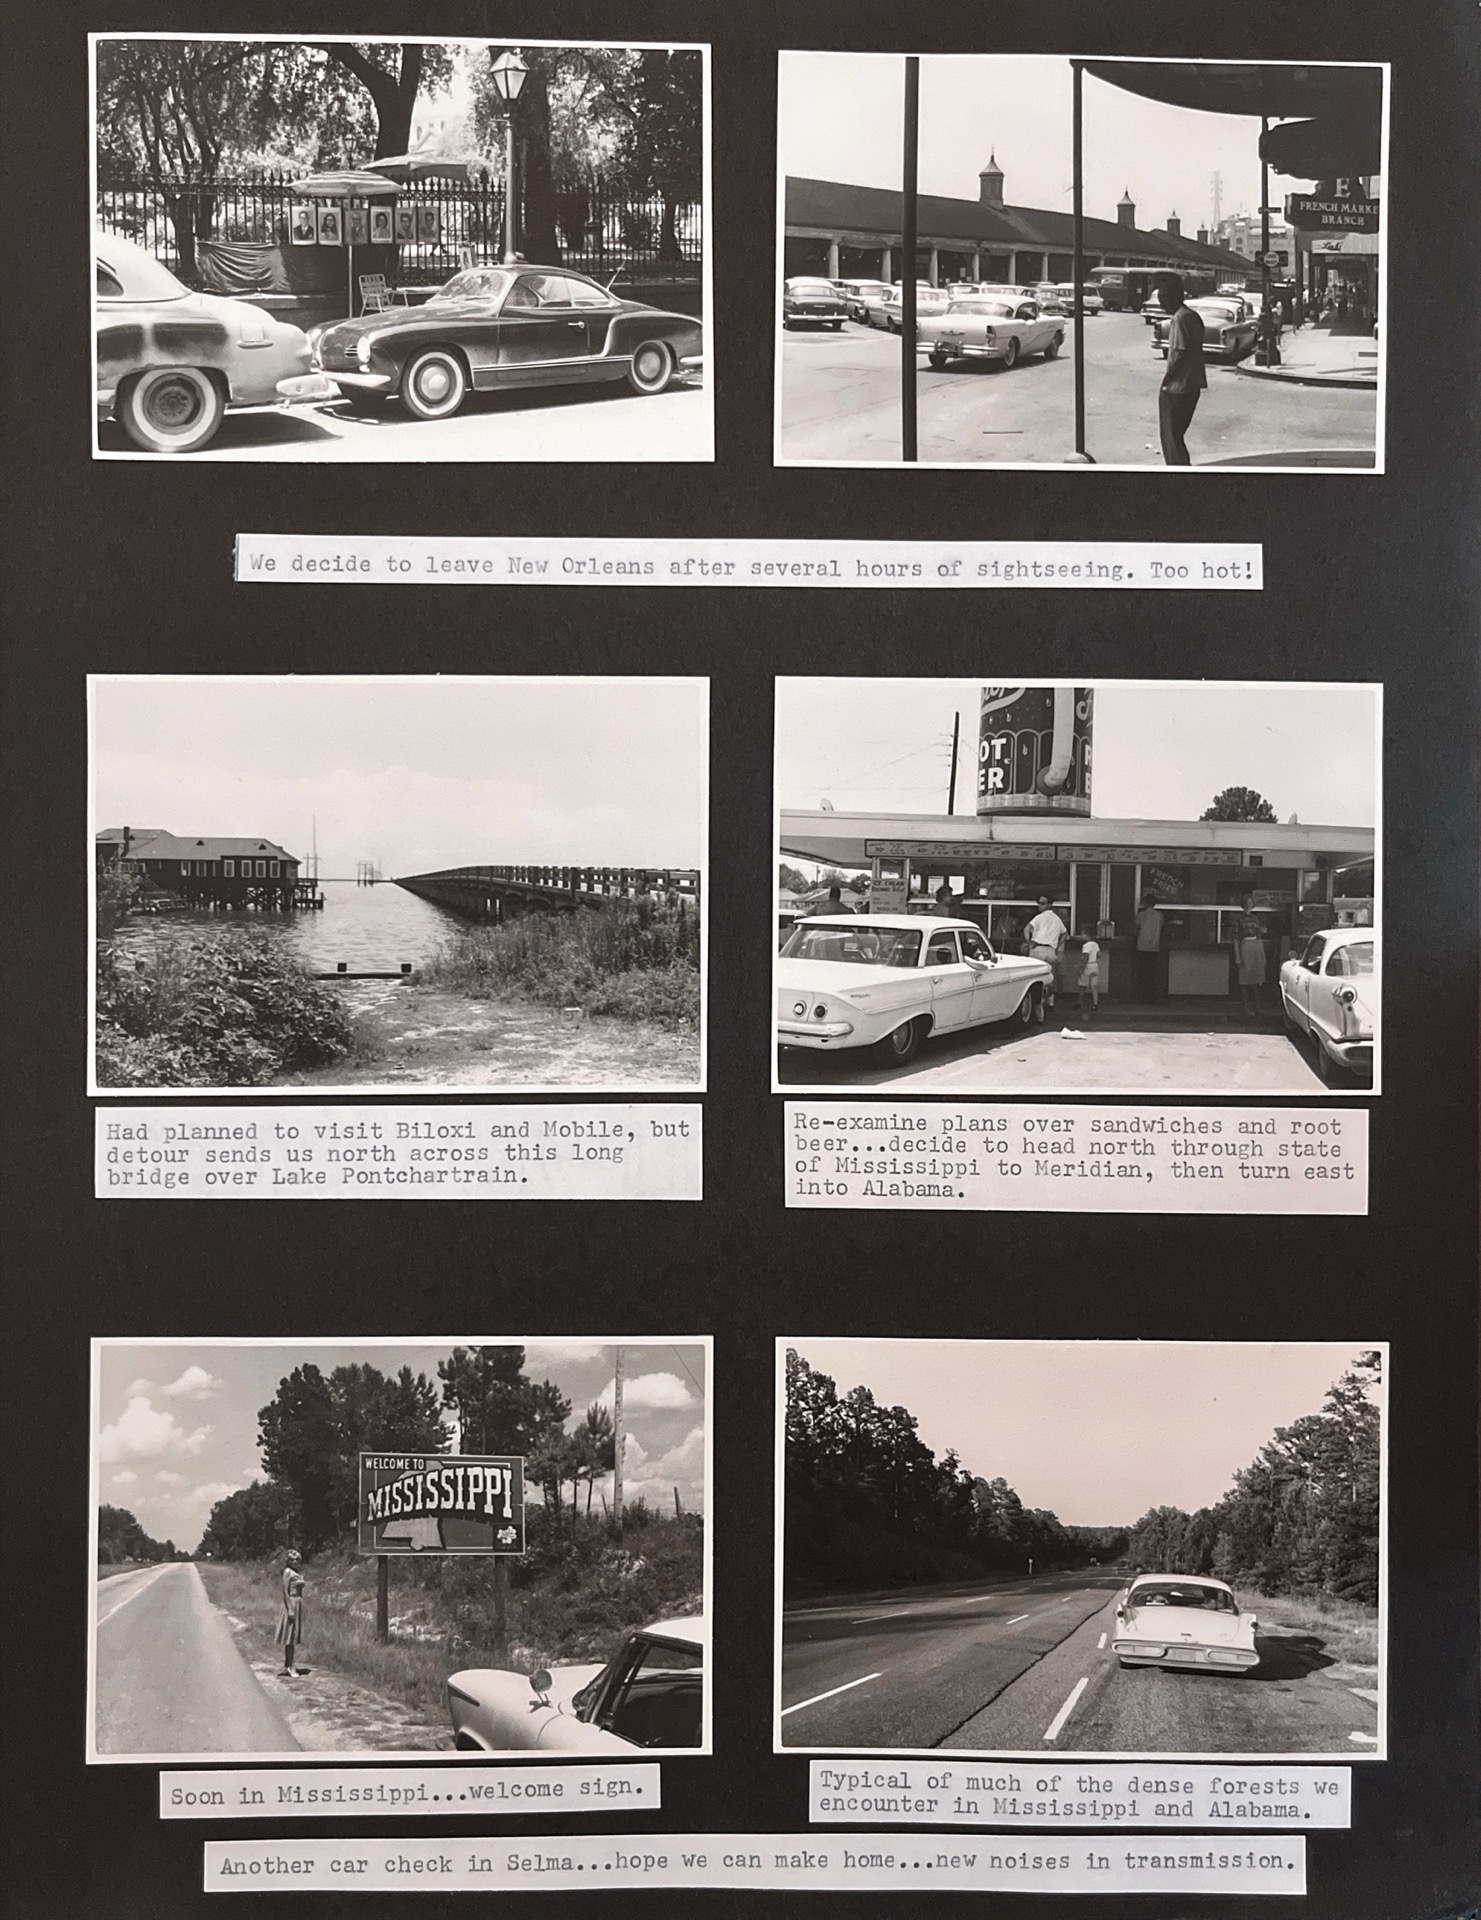 FRENCH MARKE
BRANCH
We decide to leave New Orleans after several hours of sightseeing. Too hot!
OT
ER
ICE CREAM
FRENCH
FRIES
Had planned to visit Biloxi and Mobile, but
detour sends us north across this long
bridge over Lake Pontchartrain.
Re-examine plans over sandwiches and root
beer...decide to head north through state
of Mississippi to Meridian, then turn east
into Alabama.
WELCOME TO
MISSISSIPPI
Soon in Mississippi...welcome sign.
Typical of much of the dense forests we
encounter in Mississippi and Alabama.
Another car check in Selma...hope we can make home...new noises in transmission.